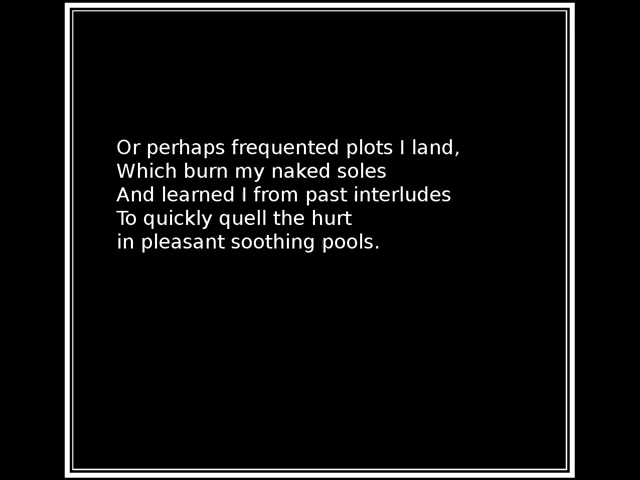 Or perhaps frequented plots I land,
Which burn my naked soles
And learned I from past interludes
To quickly quell the hurt
in pleasant soothing pools.